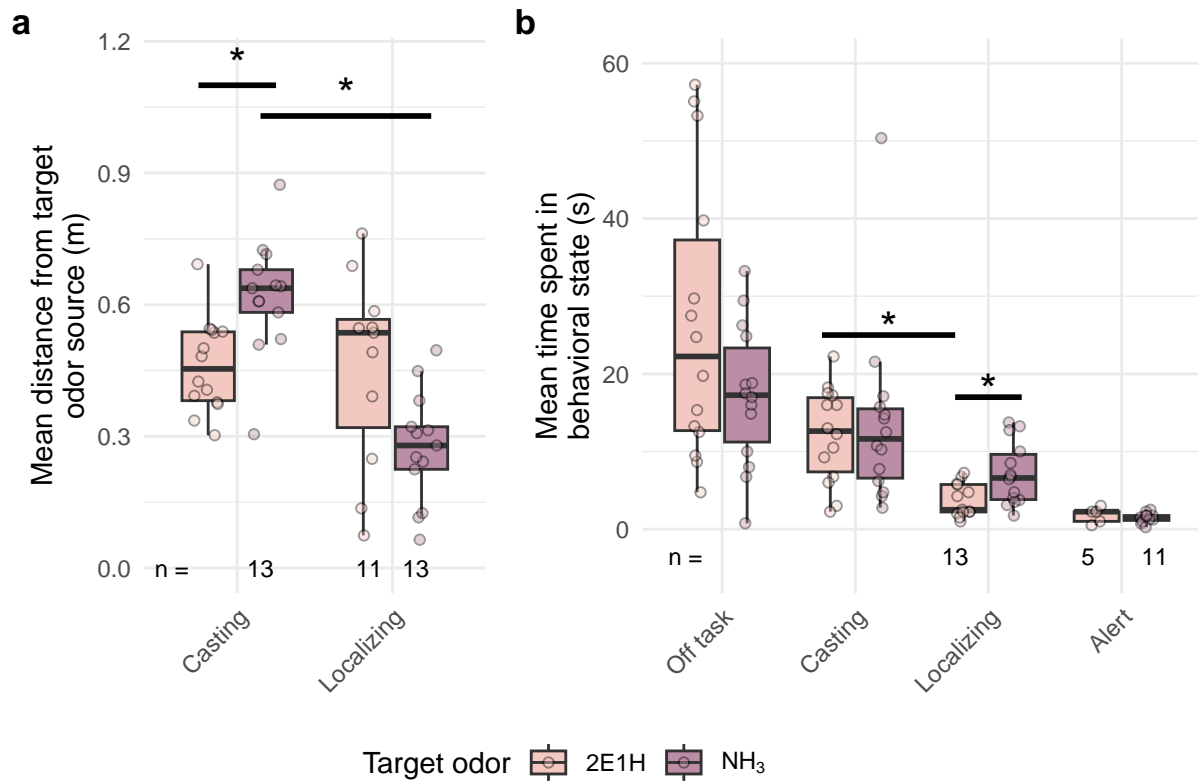 a
1.2
0.9
0.6
0.3
0.0
Mean distance from target
odor source (m)
*
*
n =
13
11
13
Casting
Localizing
b
60
40
20
0
Mean time spent in
behavioral state (s)
*
*
n =
13
5
11
Off task
Casting
Localizing
Alert
Target odor
2E1H
NH₃